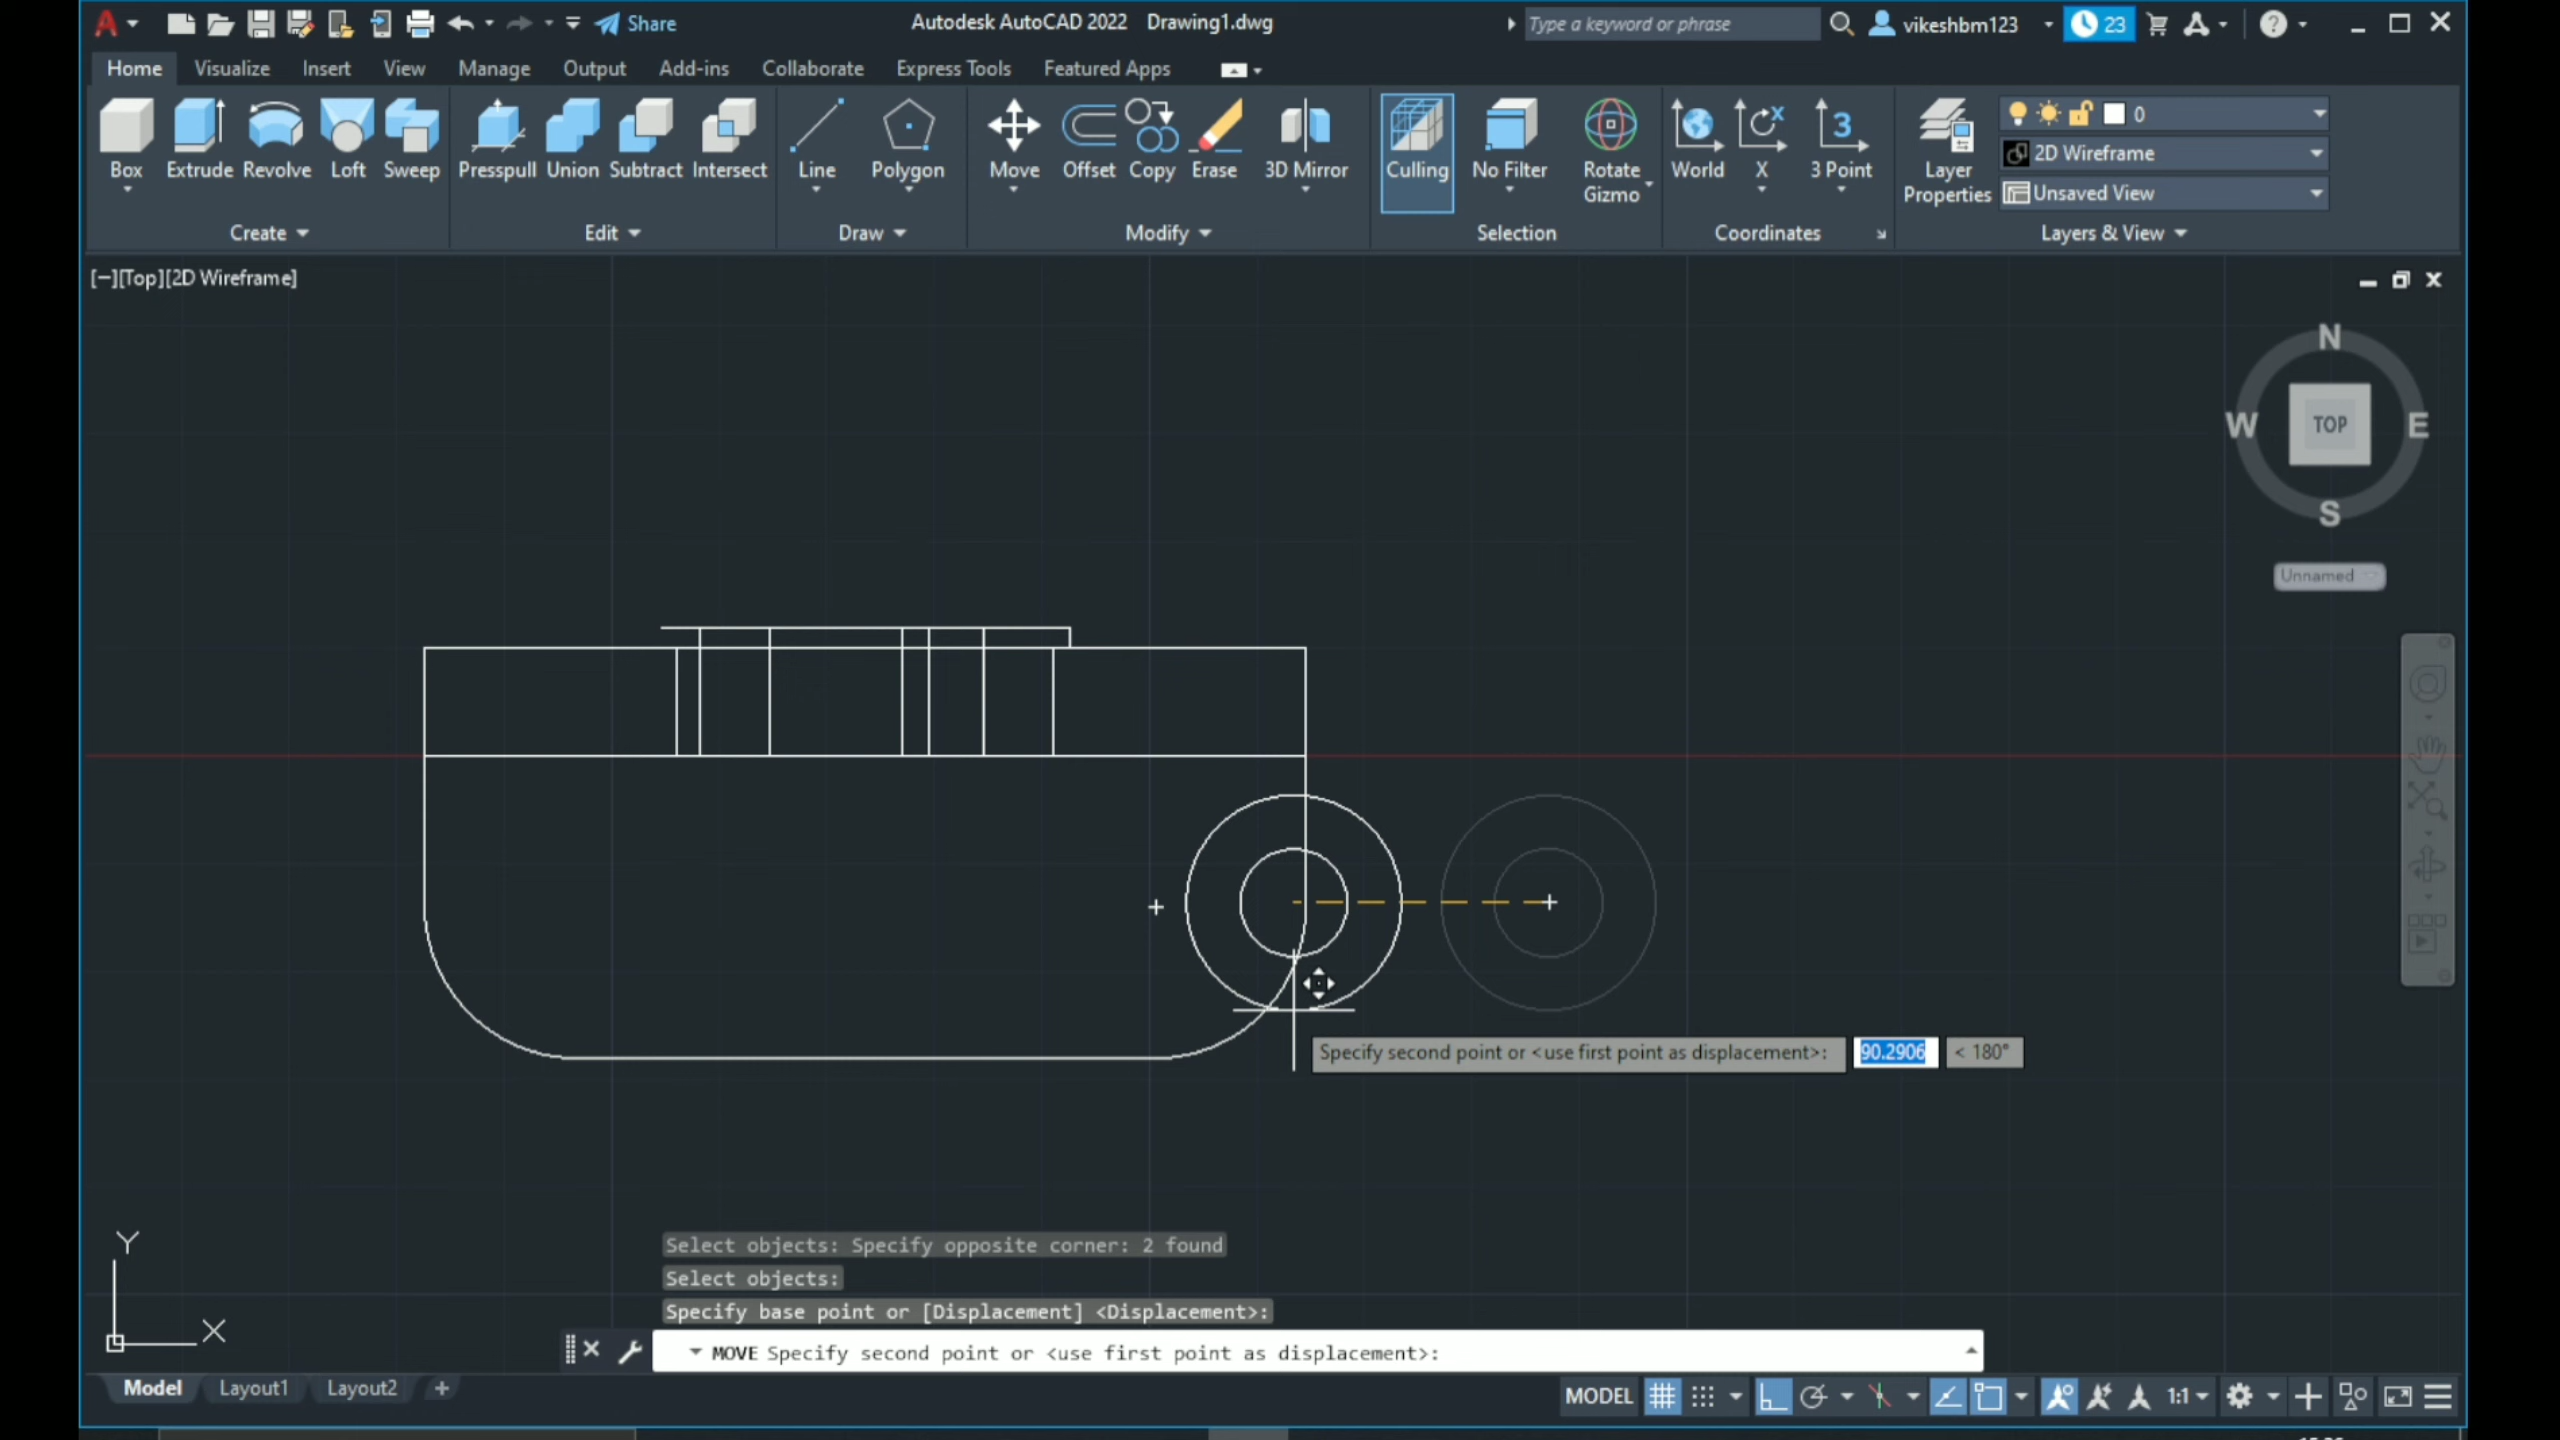 Share
Autodesk AutoCAD 2022 Drawing1.dwg
Type a keyword or phrase
vikeshbm123
23
Home Visualize Insert View Manage Output Add-ins Collaborate Express Tools Featured Apps
Box Extrude Revolve Loft Sweep Presspull Union Subtract Intersect Line Polygon Move Offset Copy Erase 3D Mirror Culling No Filter Rotate Gizmo World X 3 Point Layer Properties
0
2D Wireframe
Unsaved View
Create Edit Draw Modify Selection Coordinates Layers & View
[−][Top][2D Wireframe]
N
W TOP E
S
Unnamed
Specify second point or <use first point as displacement>: 90.2906 < 180°
Select objects: Specify opposite corner: 2 found
Select objects:
Specify base point or [Displacement] <Displacement>:
MOVE Specify second point or <use first point as displacement>:
Y
X
Model Layout1 Layout2 +
MODEL 1:1